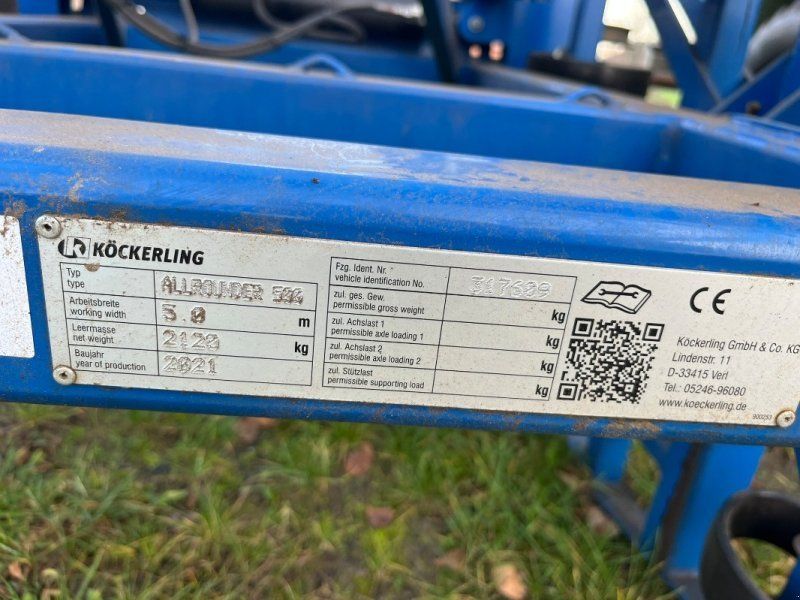 KÖCKERLING
Typ
type
ALLROUNDER 500
Arbeitsbreite
working width
5.0 m
Leermasse
net-weight
2120 kg
Baujahr
year of production
2021
Fzg. Ident. Nr.
vehicle identification No.
317609
zul. ges. Gew.
permissible gross weight
kg
zul. Achslast 1
permissible axle loading 1
kg
zul. Achslast 2
permissible axle loading 2
kg
zul. Stützlast
permissible supporting load
kg
CE
Köckerling GmbH & Co. KG
Lindenstr. 11
D-33415 Verl
Tel.: 05246-96080
www.koeckerling.de
900253